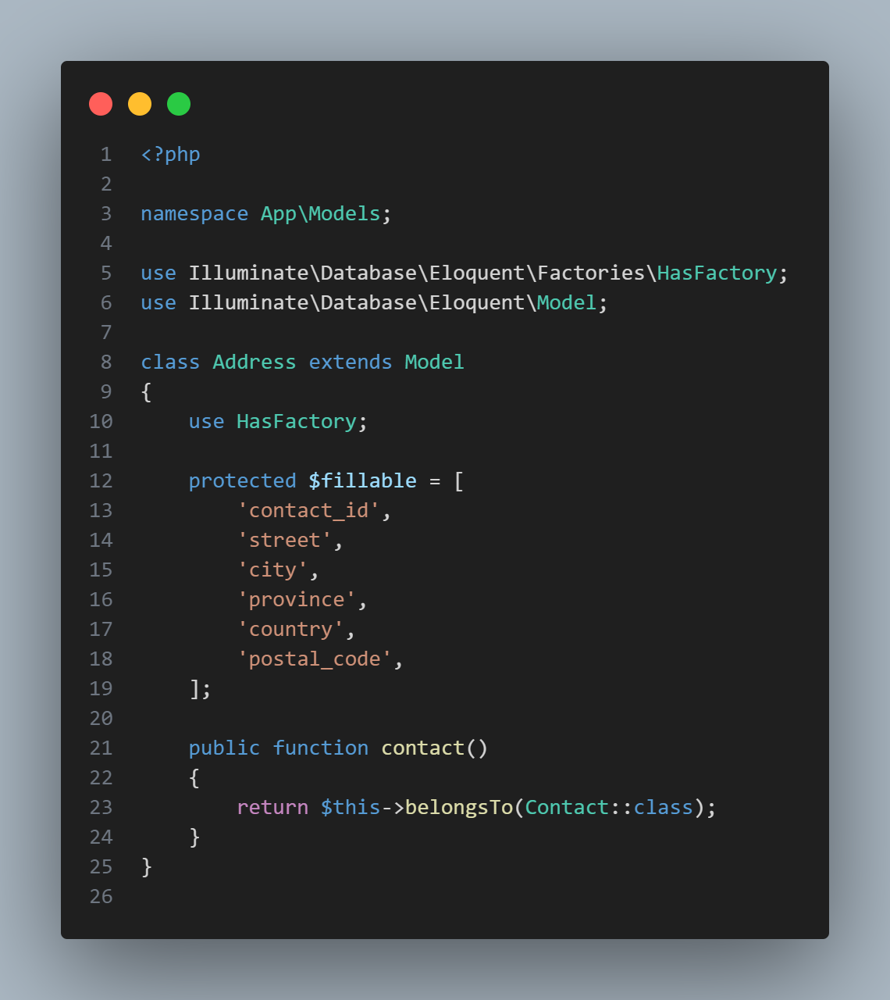 1 <?php
2
3 namespace App\Models;
4
5 use Illuminate\Database\Eloquent\Factories\HasFactory;
6 use Illuminate\Database\Eloquent\Model;
7
8 class Address extends Model
9 {
10     use HasFactory;
11
12     protected $fillable = [
13         'contact_id',
14         'street',
15         'city',
16         'province',
17         'country',
18         'postal_code',
19     ];
20
21     public function contact()
22     {
23         return $this->belongsTo(Contact::class);
24     }
25 }
26